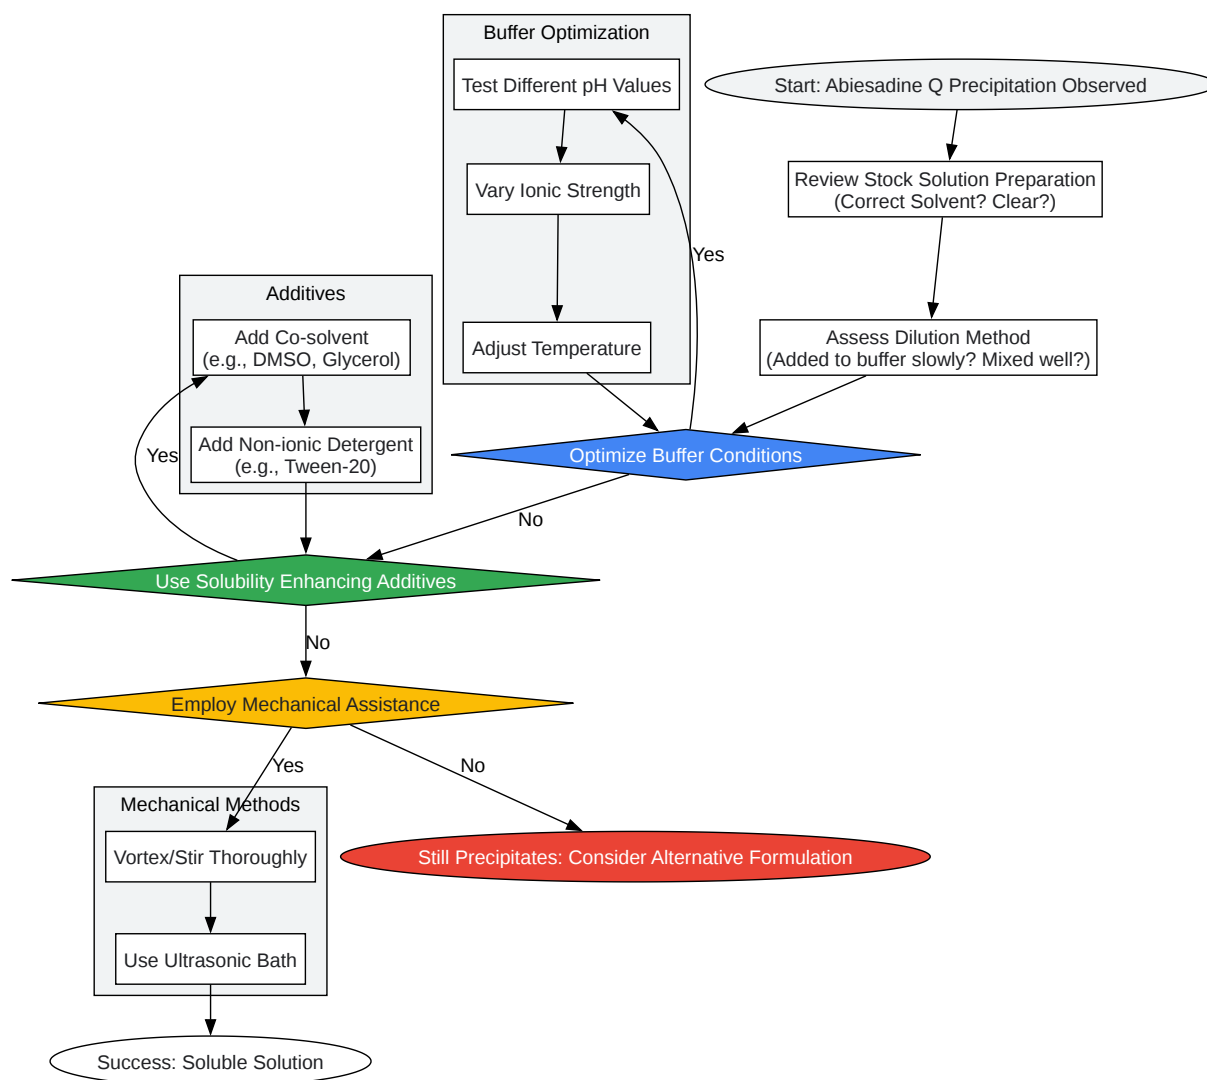 Buffer Optimization
Test Different pH Values
Start: Abiesadine Q Precipitation Observed
Review Stock Solution Preparation
(Correct Solvent? Clear?)
Vary Ionic Strength
Yes
Additives
Add Co-solvent
(e.g., DMSO, Glycerol)
Adjust Temperature
Assess Dilution Method
(Added to buffer slowly? Mixed well?)
Yes
Add Non-ionic Detergent
(e.g., Tween-20)
Optimize Buffer Conditions
No
Use Solubility Enhancing Additives
No
Employ Mechanical Assistance
Yes
No
Mechanical Methods
Vortex/Stir Thoroughly
Still Precipitates: Consider Alternative Formulation
Use Ultrasonic Bath
Success: Soluble Solution